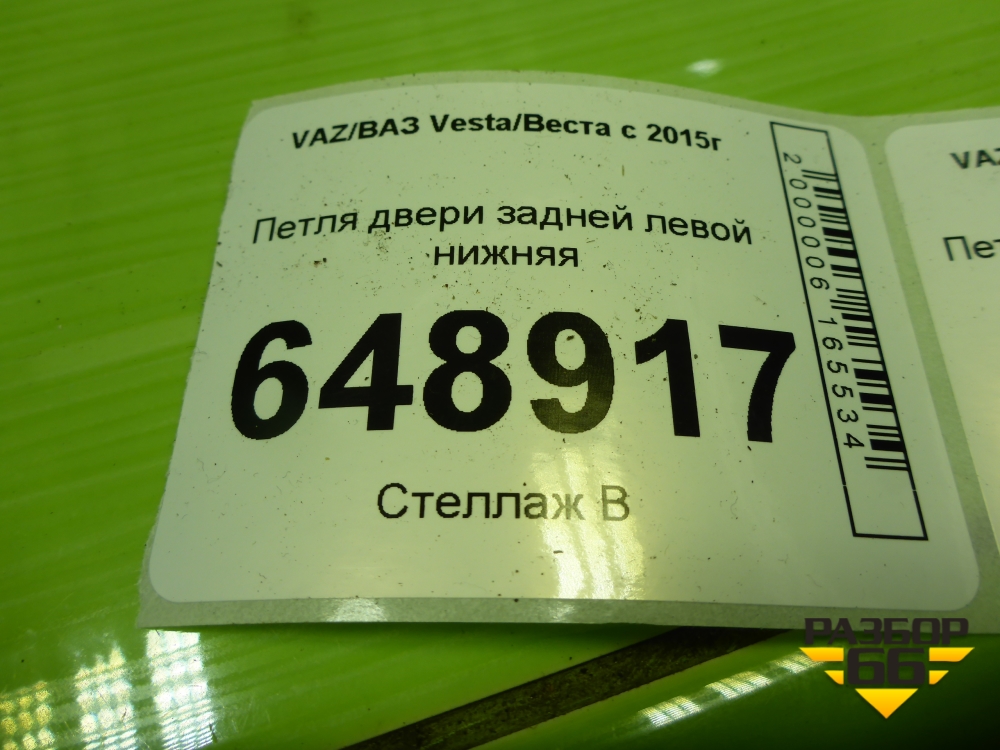 VAZ/ВАЗ Vesta/Веста с 2015г
Петля двери задней левой
нижняя
648917
Стеллаж В
2000006165534
VAZ
Пет
РАЗБОР
66